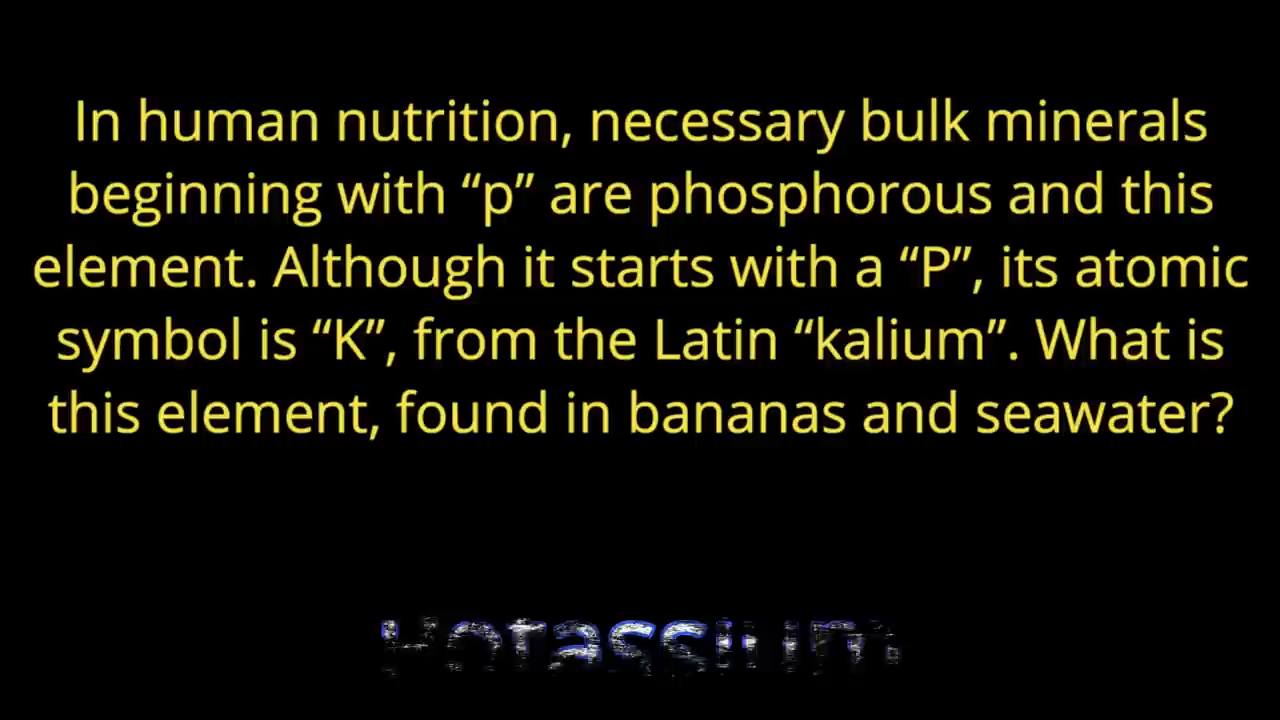 In human nutrition, necessary bulk minerals
beginning with “p” are phosphorous and this
element. Although it starts with a “P”, its atomic
symbol is “K”, from the Latin “kalium”. What is
this element, found in bananas and seawater?
Potassium.